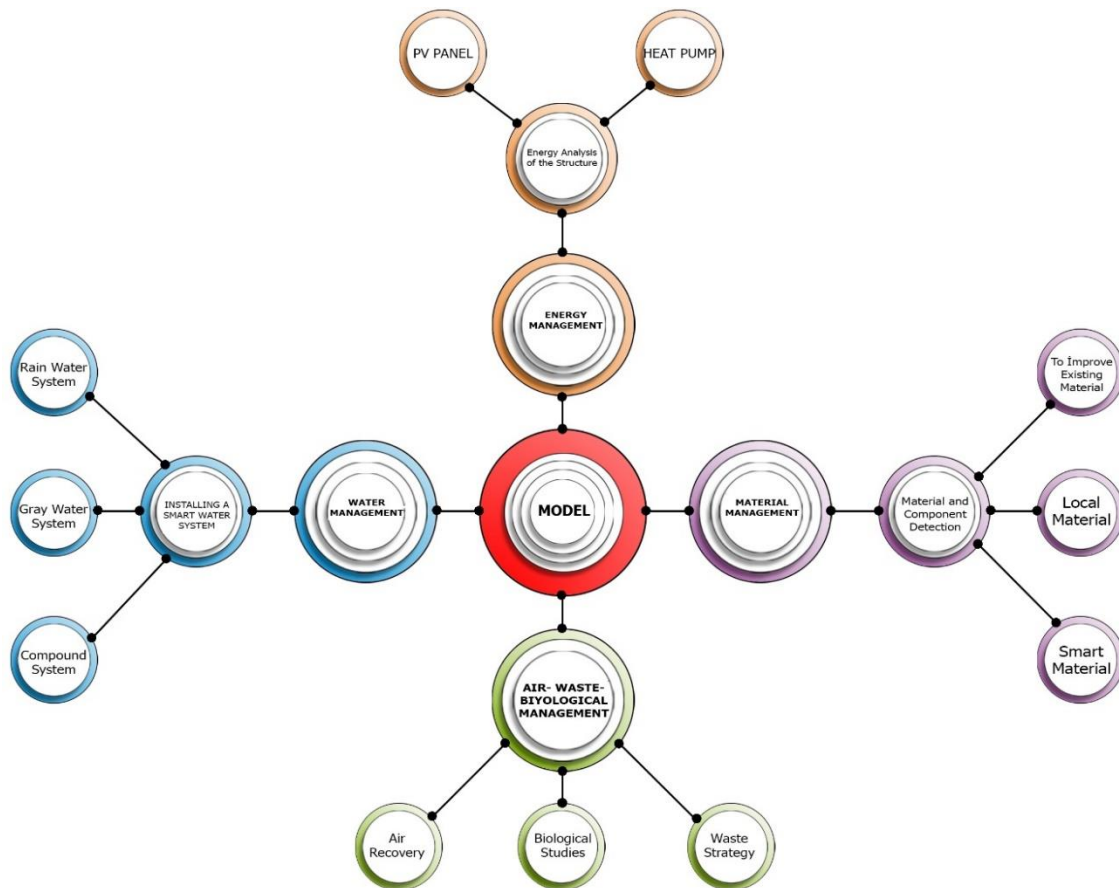 PV PANEL
HEAT PUMP
Energy Analysis
of the Structure
ENERGY
MANAGEMENT
Rain Water
System
To İmprove
Existing
Material
Gray Water
System
INSTALLING A
SMART WATER
SYSTEM
WATER
MANAGEMENT
MODEL
MATERIAL
MANAGEMENT
Material and
Component
Detection
Local
Material
Compound
System
Smart
Material
AIR- WASTE-
BIYOLOGICAL
MANAGEMENT
Air
Recovery
Biological
Studies
Waste
Strategy